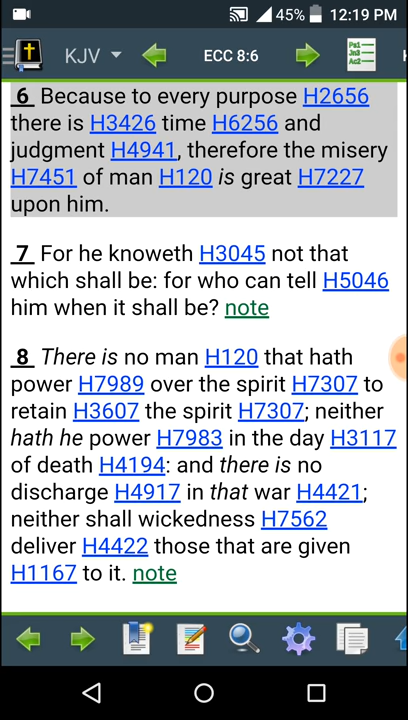 45% 12:19 PM
KJV ECC 8:6
Ps1
Jn3
Ac2
6 Because to every purpose H2656
there is H3426 time H6256 and
judgment H4941, therefore the misery
H7451 of man H120 is great H7227
upon him.
7 For he knoweth H3045 not that
which shall be: for who can tell H5046
him when it shall be? note
8 There is no man H120 that hath
power H7989 over the spirit H7307 to
retain H3607 the spirit H7307; neither
hath he power H7983 in the day H3117
of death H4194: and there is no
discharge H4917 in that war H4421;
neither shall wickedness H7562
deliver H4422 those that are given
H1167 to it. note